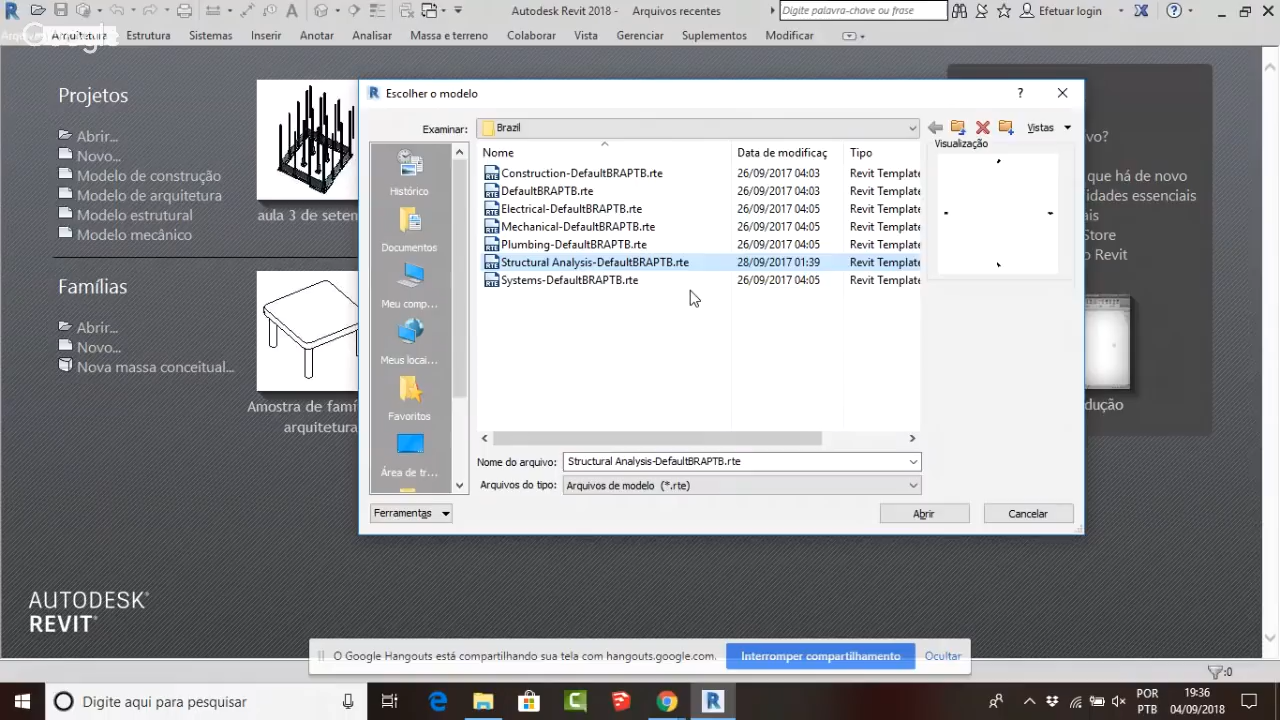 Autodesk Revit 2018 - Arquivos recentes
Digite palavra-chave ou frase
Efetuar login
Google
Arquitetura Estrutura Sistemas Inserir Anotar Analisar Massa e terreno Colaborar Vista Gerenciar Suplementos Modificar
Projetos
Abrir...
Novo...
Modelo de construção
Modelo de arquitetura
Modelo estrutural
Modelo mecânico
aula 3 de seten
Famílias
Abrir...
Novo...
Nova massa conceitual...
Amostra de famí
arquitetura
AUTODESK®
REVIT®
Escolher o modelo
Examinar: Brazil
Vistas
Nome Data de modificaç Tipo
Construction-DefaultBRAPTB.rte 26/09/2017 04:03 Revit Template
DefaultBRAPTB.rte 26/09/2017 04:03 Revit Template
Electrical-DefaultBRAPTB.rte 26/09/2017 04:05 Revit Template
Mechanical-DefaultBRAPTB.rte 26/09/2017 04:05 Revit Template
Plumbing-DefaultBRAPTB.rte 26/09/2017 04:05 Revit Template
Structural Analysis-DefaultBRAPTB.rte 28/09/2017 01:39 Revit Template
Systems-DefaultBRAPTB.rte 26/09/2017 04:05 Revit Template
Histórico
Documentos
Meu comp...
Meus locai...
Favoritos
Área de tr...
Visualização
Nome do arquivo: Structural Analysis-DefaultBRAPTB.rte
Arquivos do tipo: Arquivos de modelo (*.rte)
Ferramentas
Abrir
Cancelar
vo?
que há de novo
idades essenciais
ais
Store
Revit
dução
O Google Hangouts está compartilhando sua tela com hangouts.google.com.
Interromper compartilhamento
Ocultar
:0
Digite aqui para pesquisar
POR
PTB
19:36
04/09/2018